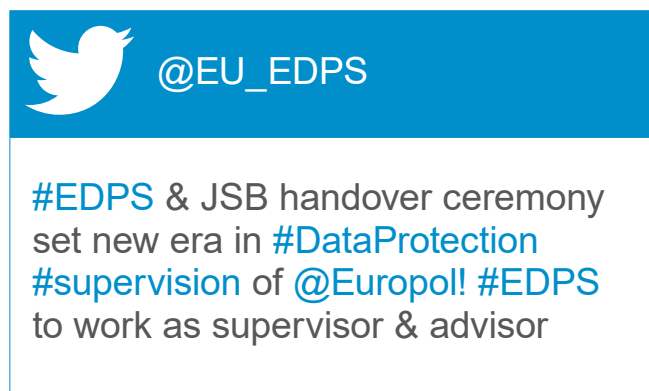 @EU_EDPS
#EDPS & JSB handover ceremony
set new era in #DataProtection
#supervision of @Europol! #EDPS
to work as supervisor & advisor